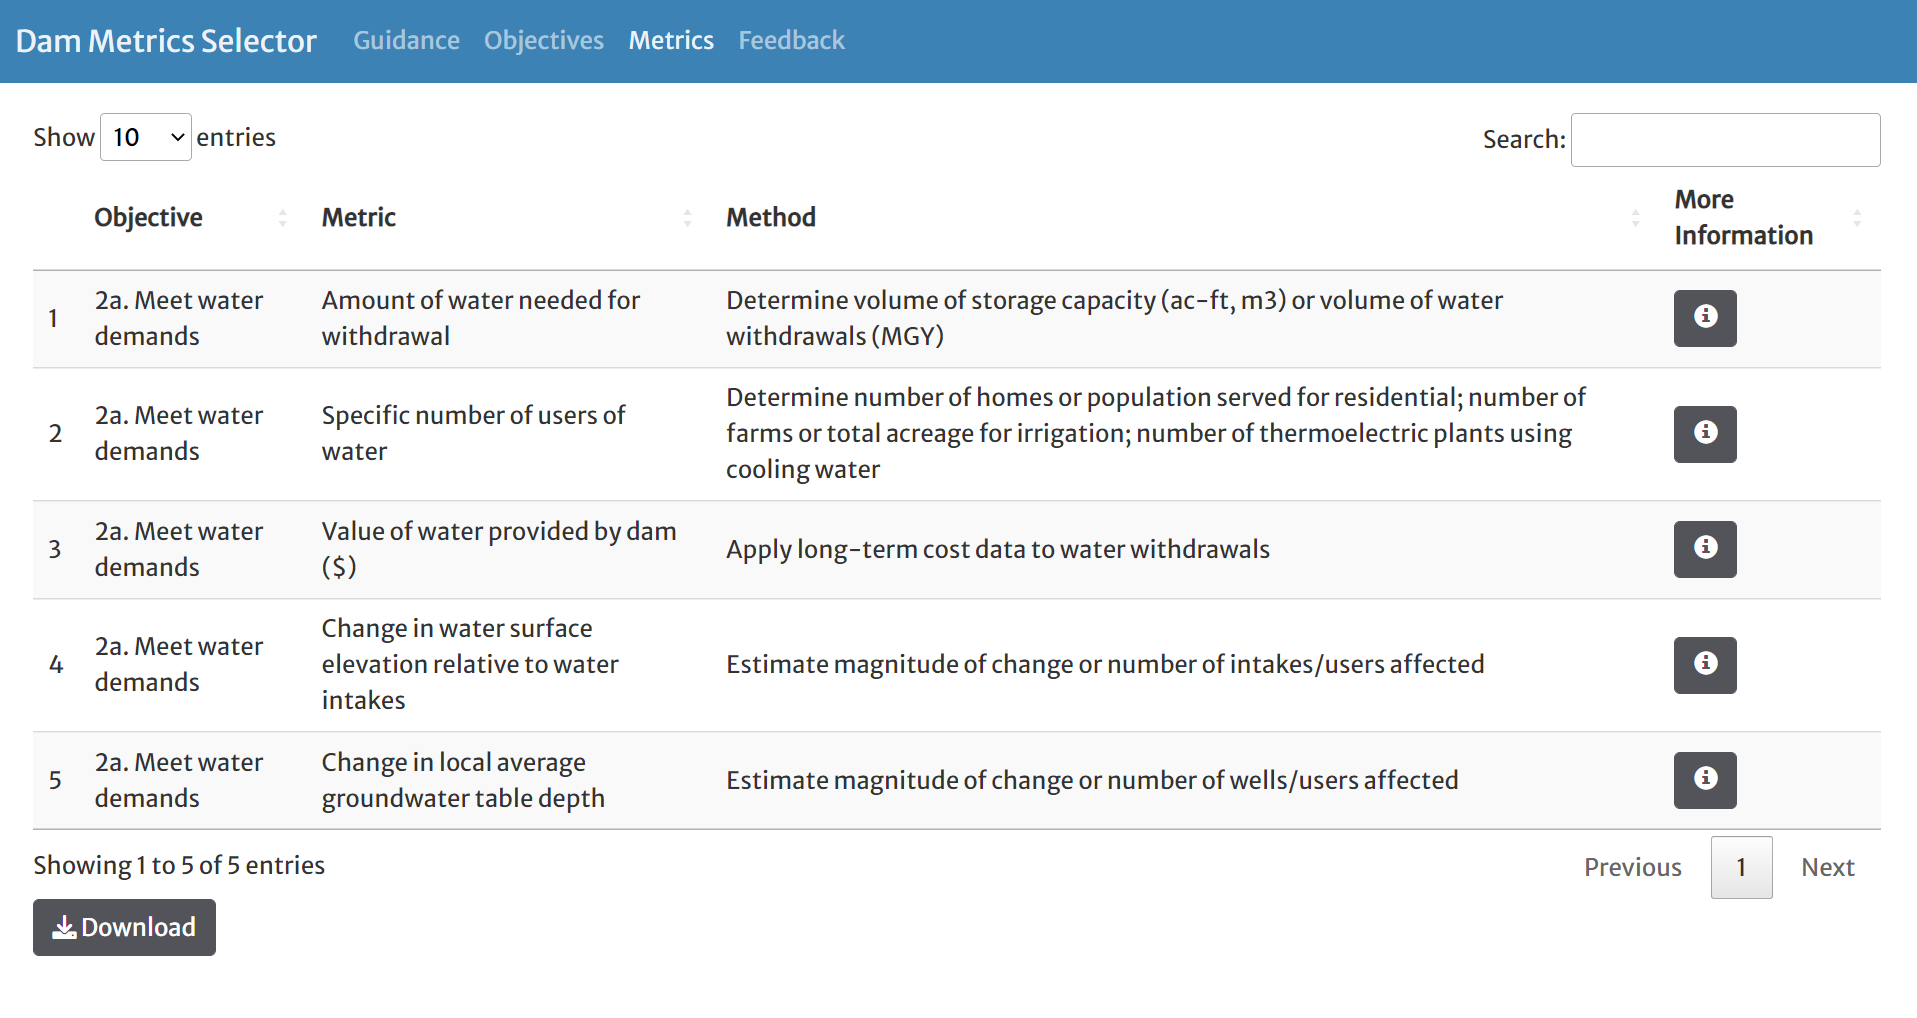 Dam Metrics Selector Guidance Objectives Metrics Feedback
Show 10 entries
Search:
Objective Metric Method More Information
1 2a. Meet water demands Amount of water needed for withdrawal Determine volume of storage capacity (ac-ft, m3) or volume of water withdrawals (MGY)
2 2a. Meet water demands Specific number of users of water Determine number of homes or population served for residential; number of farms or total acreage for irrigation; number of thermoelectric plants using cooling water
3 2a. Meet water demands Value of water provided by dam ($) Apply long-term cost data to water withdrawals
4 2a. Meet water demands Change in water surface elevation relative to water intakes Estimate magnitude of change or number of intakes/users affected
5 2a. Meet water demands Change in local average groundwater table depth Estimate magnitude of change or number of wells/users affected
Showing 1 to 5 of 5 entries
Previous 1 Next
Download